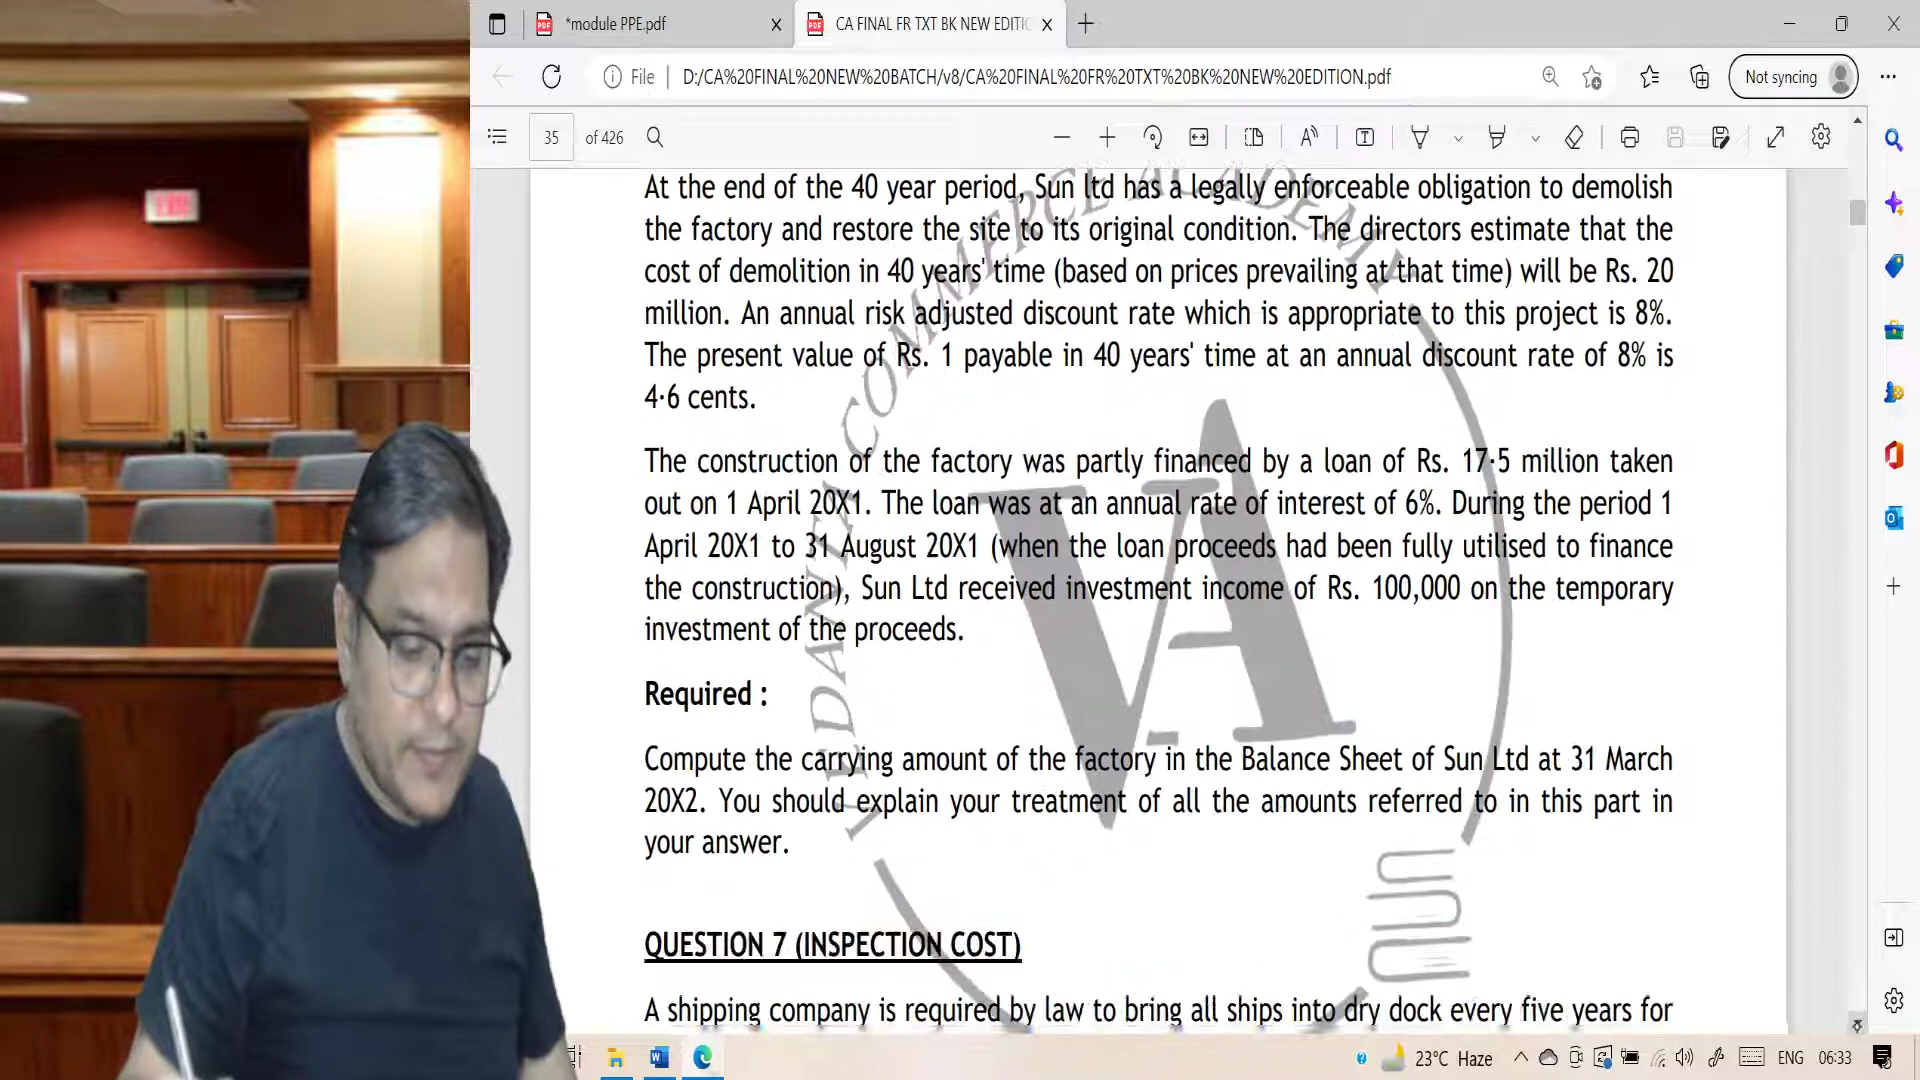 *module PPE.pdf
CA FINAL FR TXT BK NEW EDITIO
File D:/CA%20FINAL%20NEW%20BATCH/v8/CA%20FINAL%20FR%20TXT%20BK%20NEW%20EDITION.pdf
Not syncing
35 of 426
At the end of the 40 year period, Sun ltd has a legally enforceable obligation to demolish
the factory and restore the site to its original condition. The directors estimate that the
cost of demolition in 40 years' time (based on prices prevailing at that time) will be Rs. 20
million. An annual risk adjusted discount rate which is appropriate to this project is 8%.
The present value of Rs. 1 payable in 40 years' time at an annual discount rate of 8% is
4·6 cents.
The construction of the factory was partly financed by a loan of Rs. 17·5 million taken
out on 1 April 20X1. The loan was at an annual rate of interest of 6%. During the period 1
April 20X1 to 31 August 20X1 (when the loan proceeds had been fully utilised to finance
the construction), Sun Ltd received investment income of Rs. 100,000 on the temporary
investment of the proceeds.
Required :
Compute the carrying amount of the factory in the Balance Sheet of Sun Ltd at 31 March
20X2. You should explain your treatment of all the amounts referred to in this part in
your answer.
QUESTION 7 (INSPECTION COST)
A shipping company is required by law to bring all ships into dry dock every five years for
VEDANTA COMMERCE ACADEMY
VA
23°C Haze
ENG
06:33